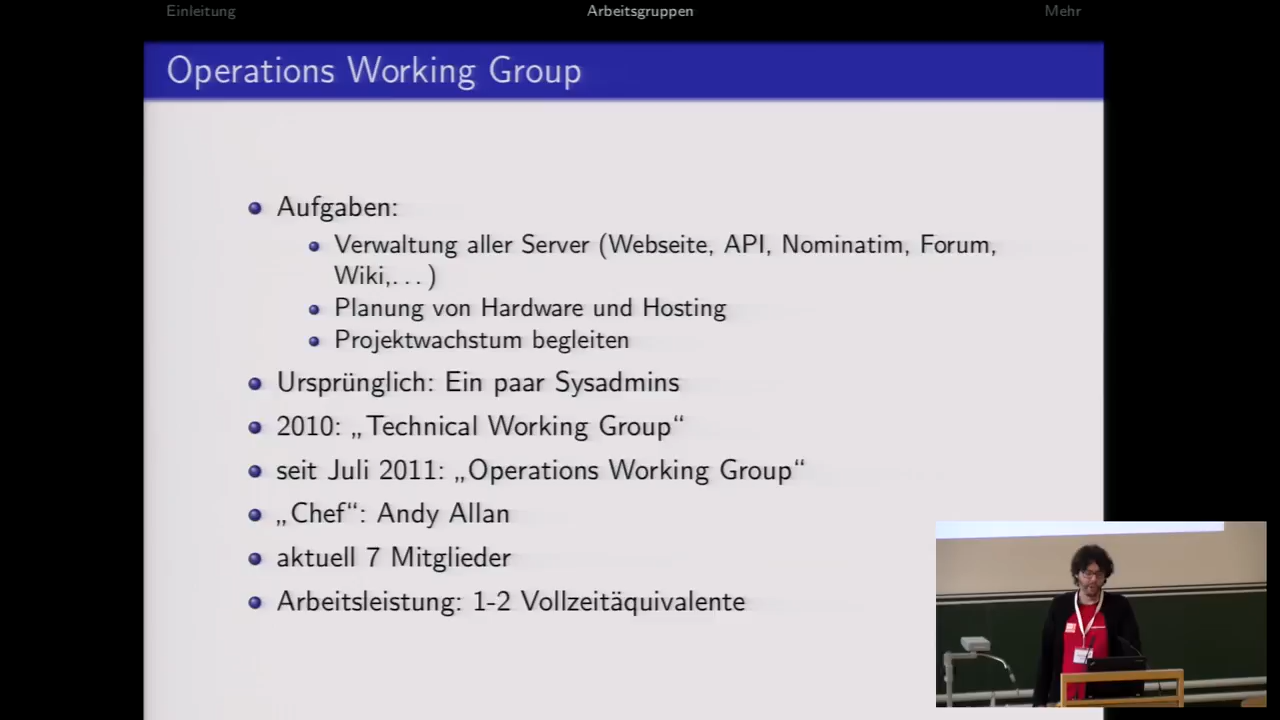 Einleitung
Arbeitsgruppen
Mehr
Operations Working Group
Aufgaben:
Verwaltung aller Server (Webseite, API, Nominatim, Forum,
Wiki,...)
Planung von Hardware und Hosting
Projektwachstum begleiten
Ursprünglich: Ein paar Sysadmins
2010: „Technical Working Group“
seit Juli 2011: „Operations Working Group“
„Chef“: Andy Allan
aktuell 7 Mitglieder
Arbeitsleistung: 1-2 Vollzeitäquivalente